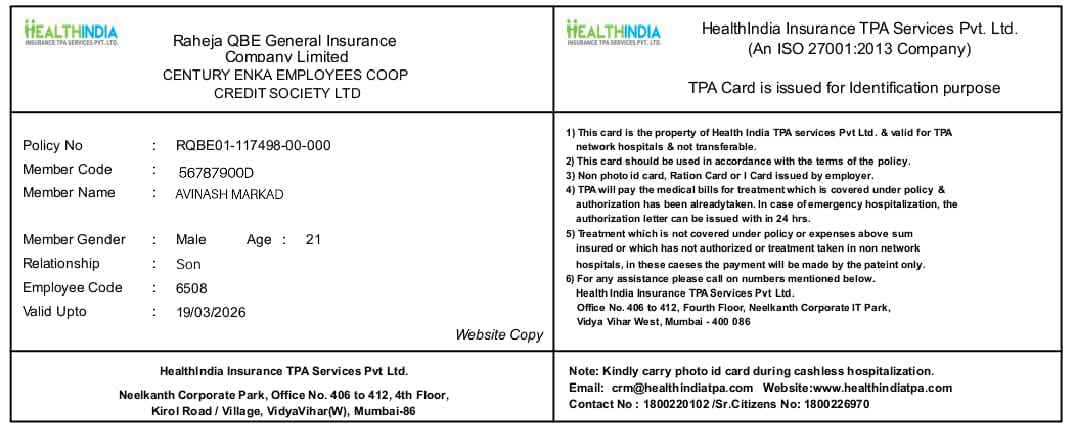 HEALTHINDIA
INSURANCE TPA SERVICES PVT. LTD.
Raheja QBE General Insurance
Company Limited
CENTURY ENKA EMPLOYEES COOP
CREDIT SOCIETY LTD
Policy No : RQBE01-117498-00-000
Member Code : 56787900D
Member Name : AVINASH MARKAD
Member Gender : Male Age : 21
Relationship : Son
Employee Code : 6508
Valid Upto : 19/03/2026
Website Copy
HealthIndia Insurance TPA Services Pvt Ltd.
Neelkanth Corporate Park, Office No. 406 to 412, 4th Floor,
Kirol Road / Village, VidyaVihar(W), Mumbai-86
HEALTHINDIA
INSURANCE TPA SERVICES PVT. LTD.
HealthIndia Insurance TPA Services Pvt. Ltd.
(An ISO 27001:2013 Company)
TPA Card is issued for Identification purpose
1) This card is the property of Health India TPA services Pvt Ltd. & valid for TPA
network hospitals & not transferable.
2) This card should be used in accordance with the terms of the policy.
3) Non photo id card, Ration Card or I Card issued by employer.
4) TPA will pay the medical bills for treatment which is covered under policy &
authorization has been alreadytaken. In case of emergency hospitalization, the
authorization letter can be issued with in 24 hrs.
5) Treatment which is not covered under policy or expenses above sum
insured or which has not authorized or treatment taken in non network
hospitals, in these caeses the payment will be made by the pateint only.
6) For any assistance please call on numbers mentioned below.
Health India Insurance TPA Services Pvt Ltd.
Office No. 406 to 412, Fourth Floor, Neelkanth Corporate IT Park,
Vidya Vihar West, Mumbai - 400 086
Note: Kindly carry photo id card during cashless hospitalization.
Email: crm@healthindiatpa.com Website:www.healthindiatpa.com
Contact No : 1800220102 /Sr.Citizens No: 1800226970